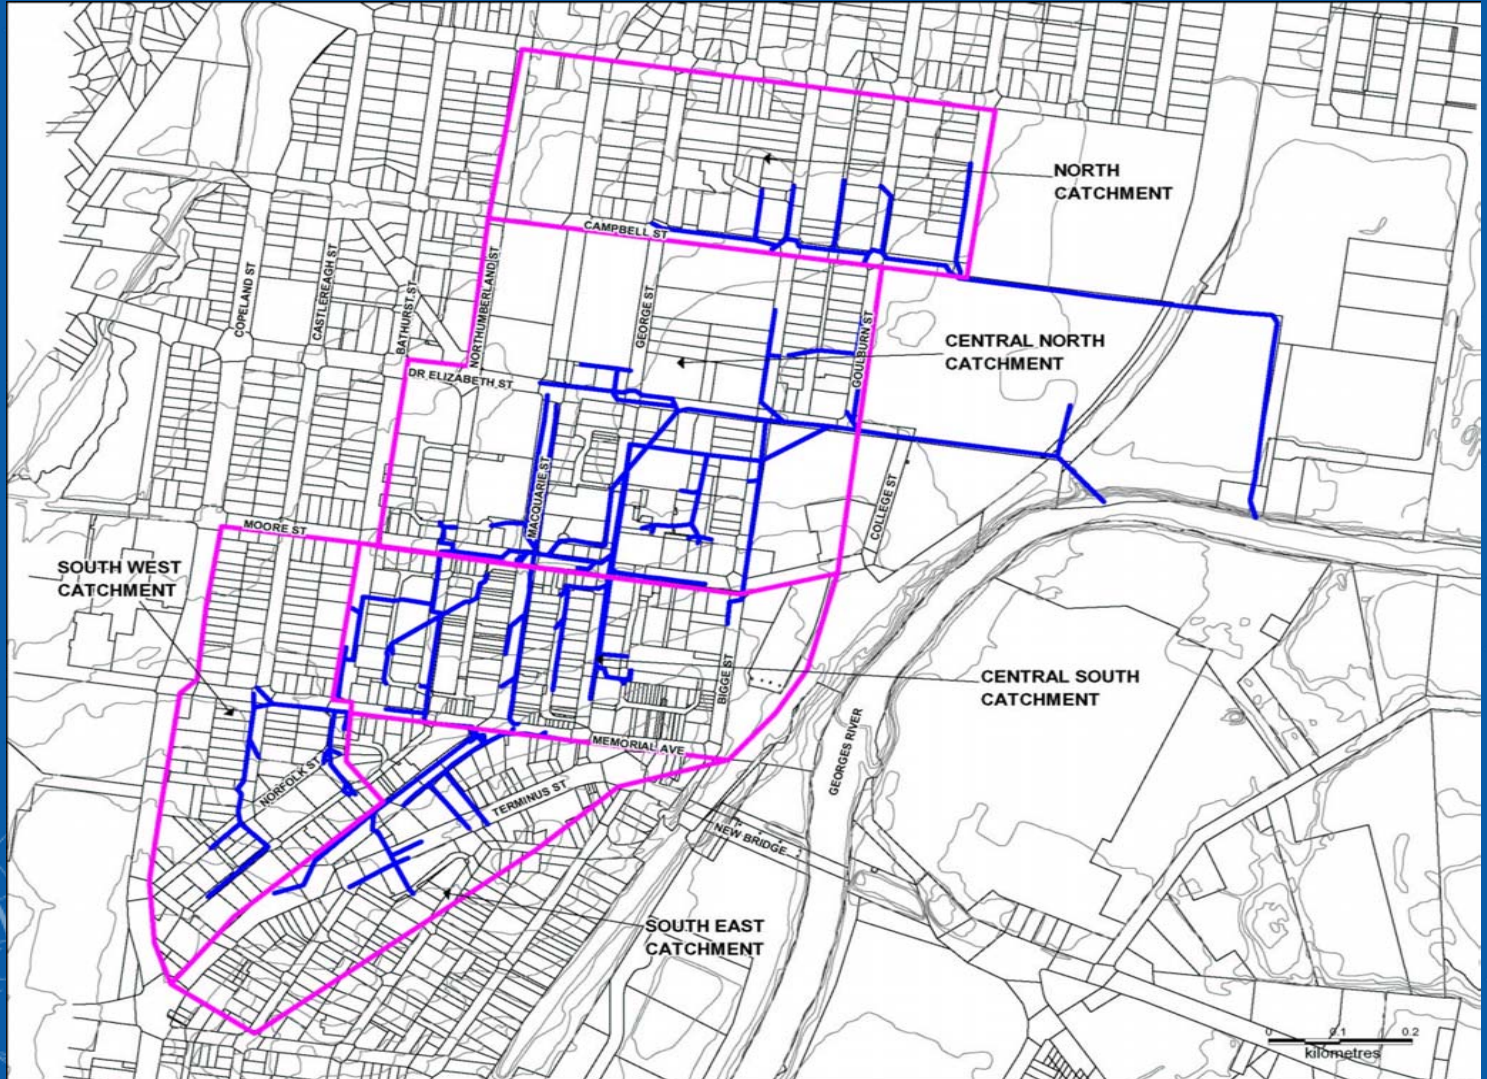 NORTH
CATCHMENT
CAMPBELL ST
COPELAND ST
CASTLEREAGH ST
BATHURST ST
NORTHUMBERLAND ST
GEORGE ST
GOULBURN ST
CENTRAL NORTH
CATCHMENT
DR ELIZABETH ST
MACQUARIE ST
COLLEGE ST
MOORE ST
SOUTH WEST
CATCHMENT
BIGGE ST
CENTRAL SOUTH
CATCHMENT
GEORGES RIVER
MEMORIAL AVE
NORFOLK ST
TERMINUS ST
NEW BRIDGE
SOUTH EAST
CATCHMENT
0 0.1 0.2
kilometres